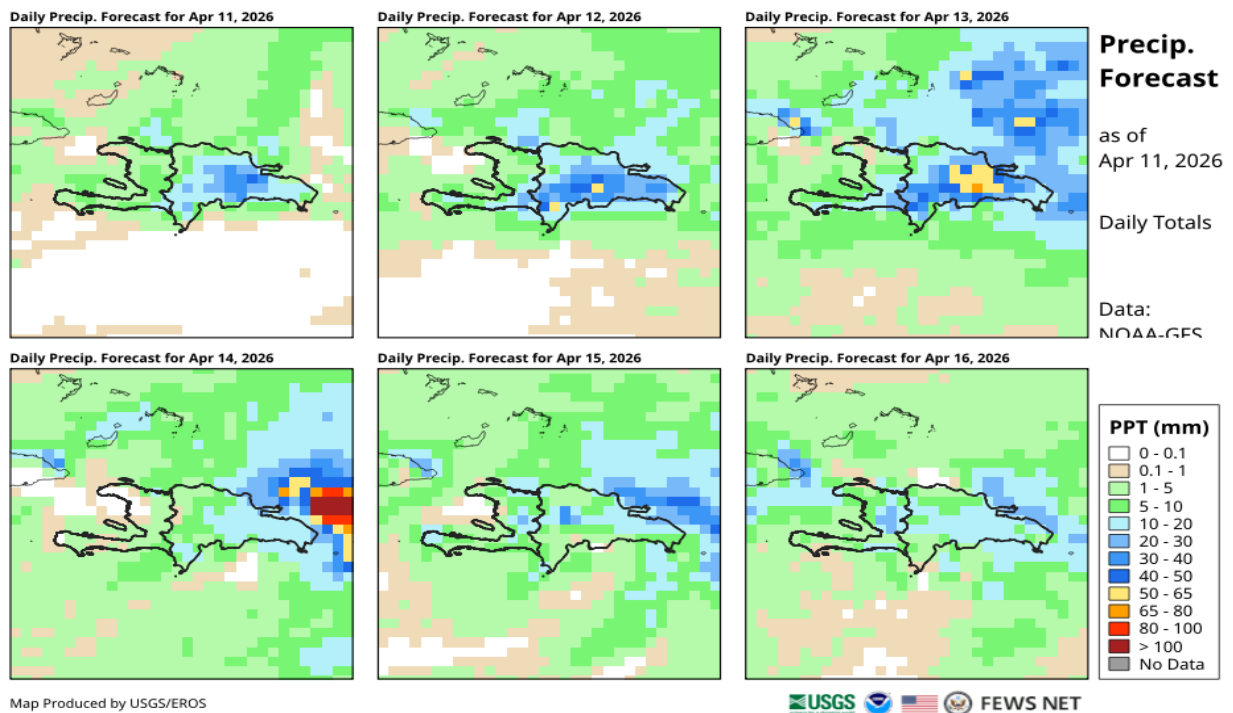 Daily Precip. Forecast for Apr 11, 2026
Daily Precip. Forecast for Apr 12, 2026
Daily Precip. Forecast for Apr 13, 2026
Precip.
Forecast
as of
Apr 11, 2026
Daily Totals
Data:
NOAA-GFS
Daily Precip. Forecast for Apr 14, 2026
Daily Precip. Forecast for Apr 15, 2026
Daily Precip. Forecast for Apr 16, 2026
PPT (mm)
0 - 0.1
0.1 - 1
1 - 5
5 - 10
10 - 20
20 - 30
30 - 40
40 - 50
50 - 65
65 - 80
80 - 100
> 100
No Data
Map Produced by USGS/EROS
USGS
FEWS NET